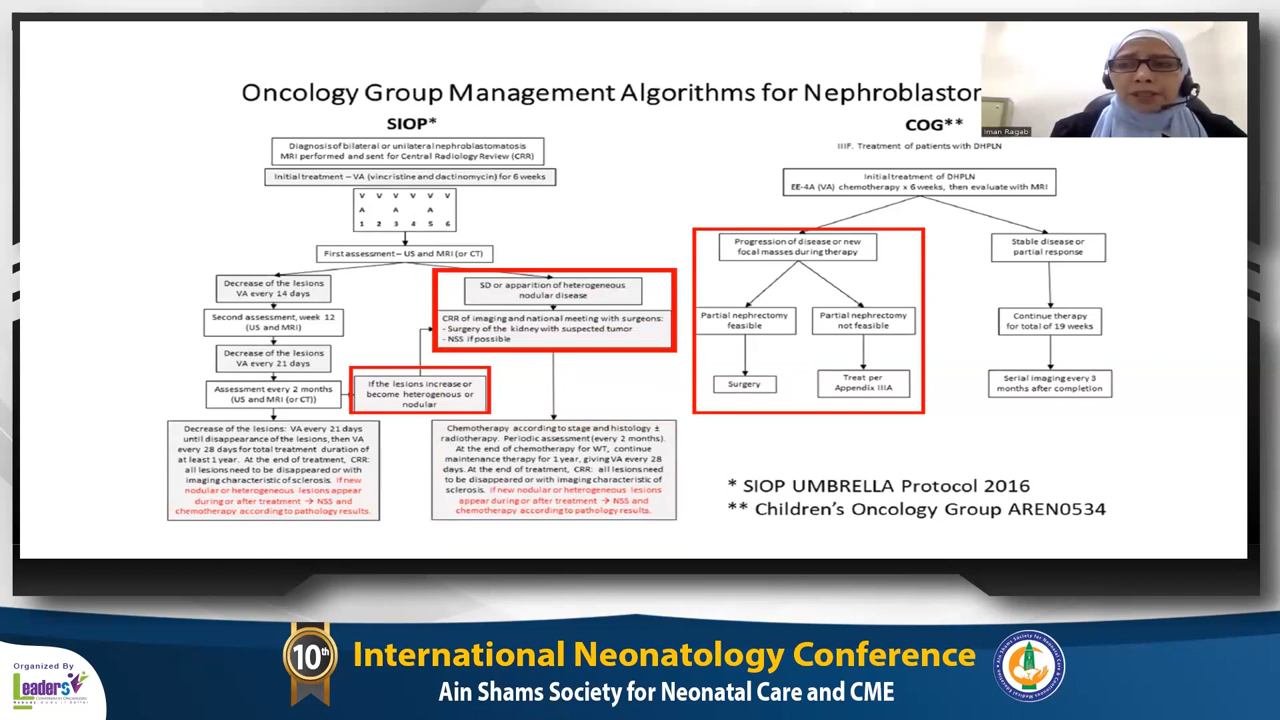 Oncology Group Management Algorithms for Nephroblastom
Iman Ragab
SIOP*
Diagnosis of bilateral or unilateral nephroblastomatosis
MRI performed and sent for Central Radiology Review (CRR)
Initial treatment – VA (vincristine and dactinomycin) for 6 weeks
V V V V V V
A A A
1 2 3 4 5 6
First assessment – US and MRI (or CT)
Decrease of the lesions
VA every 14 days
Second assessment, week 12
(US and MRI)
Decrease of the lesions
VA every 21 days
Assessment every 2 months
(US and MRI (or CT))
Decrease of the lesions: VA every 21 days
until disappearance of the lesions, then VA
every 28 days for total treatment duration of
at least 1 year. At the end of treatment, CRR:
all lesions need to be disappeared or with
imaging characteristic of sclerosis. If new
nodular or heterogeneous lesions appear
during or after treatment → NSS and
chemotherapy according to pathology results.
SD or apparition of heterogeneous
nodular disease
CRR of imaging and national meeting with surgeons:
- Surgery of the kidney with suspected tumor
- NSS if possible
If the lesions increase or
become heterogenous or
nodular
Chemotherapy according to stage and histology ±
radiotherapy. Periodic assessment (every 2 months).
At the end of chemotherapy for WT, continue
maintenance therapy for 1 year, giving VA every 28
days. At the end of treatment, CRR: all lesions need
to be disappeared or with imaging characteristic of
sclerosis. If new nodular or heterogeneous lesions
appear during or after treatment → NSS and
chemotherapy according to pathology results.
COG**
IIIF. Treatment of patients with DHPLN
Initial treatment of DHPLN
EE-4A (VA) chemotherapy x 6 weeks, then evaluate with MRI
Progression of disease or new
focal masses during therapy
Partial nephrectomy
feasible
Surgery
Partial nephrectomy
not feasible
Treat per
Appendix IIIA
Stable disease or
partial response
Continue therapy
for total of 19 weeks
Serial imaging every 3
months after completion
* SIOP UMBRELLA Protocol 2016
** Children's Oncology Group AREN0534
Organized By
Leaders
10th
International Neonatology Conference
Ain Shams Society for Neonatal Care and CME